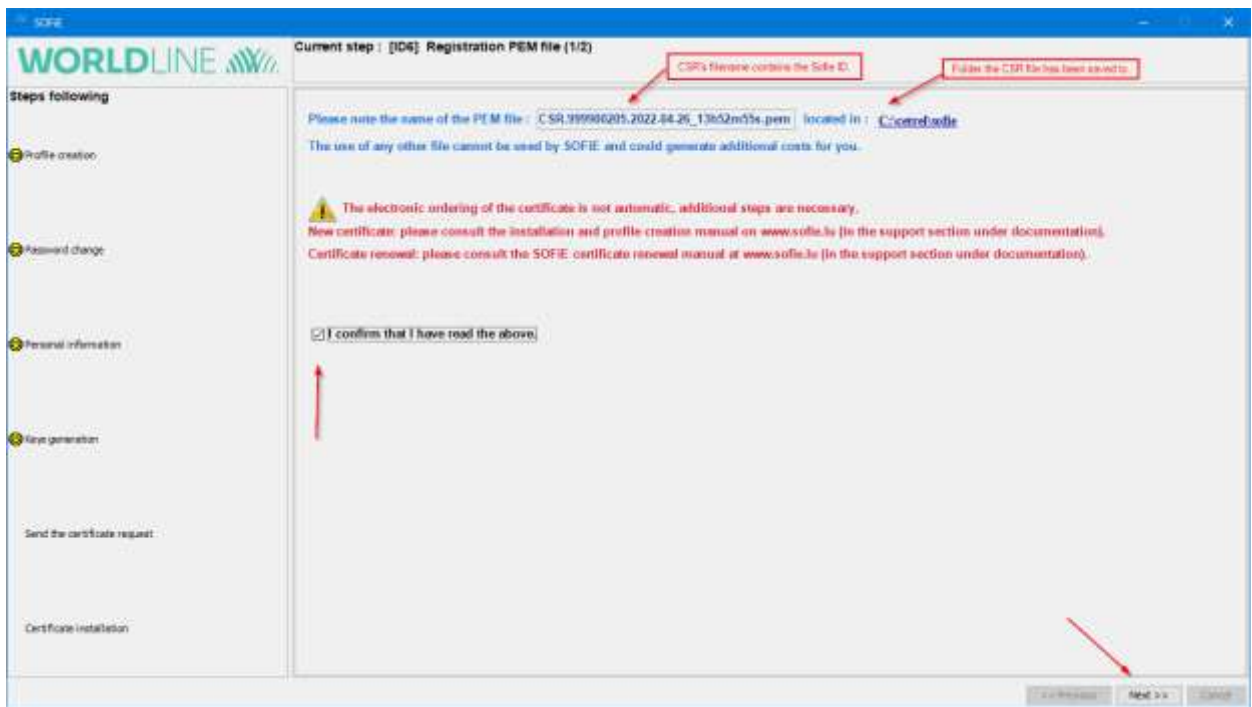 SOFIE
WORLDLINE
Current step : [ID6] Registration PEM file (1/2)
CSR's filename contains the Sofie ID.
Folder the CSR file has been saved to.
Steps following
Please note the name of the PEM file : CSR.999900205.2022-04-26_13h52m55s.pem located in : C:\cetrel\sofie
The use of any other file cannot be used by SOFIE and could generate additional costs for you.
Profile creation
The electronic ordering of the certificate is not automatic, additional steps are necessary.
New certificate: please consult the installation and profile creation manual on www.sofie.lu (in the support section under documentation).
Password change
Certificate renewal: please consult the SOFIE certificate renewal manual at www.sofie.lu (in the support section under documentation).
I confirm that I have read the above.
Personal information
Keys generation
Send the certificate request
Certificate installation
<< Previous
Next >>
Cancel